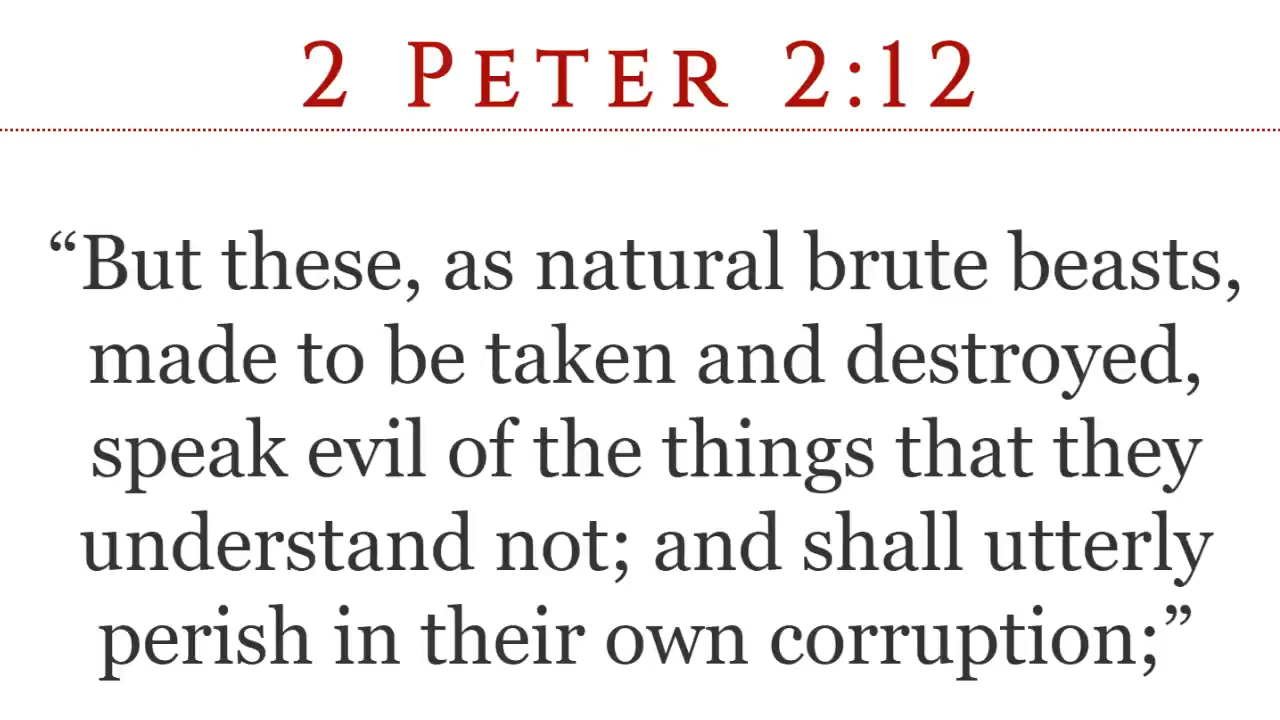 2 Peter 2:12
“But these, as natural brute beasts,
made to be taken and destroyed,
speak evil of the things that they
understand not; and shall utterly
perish in their own corruption;”